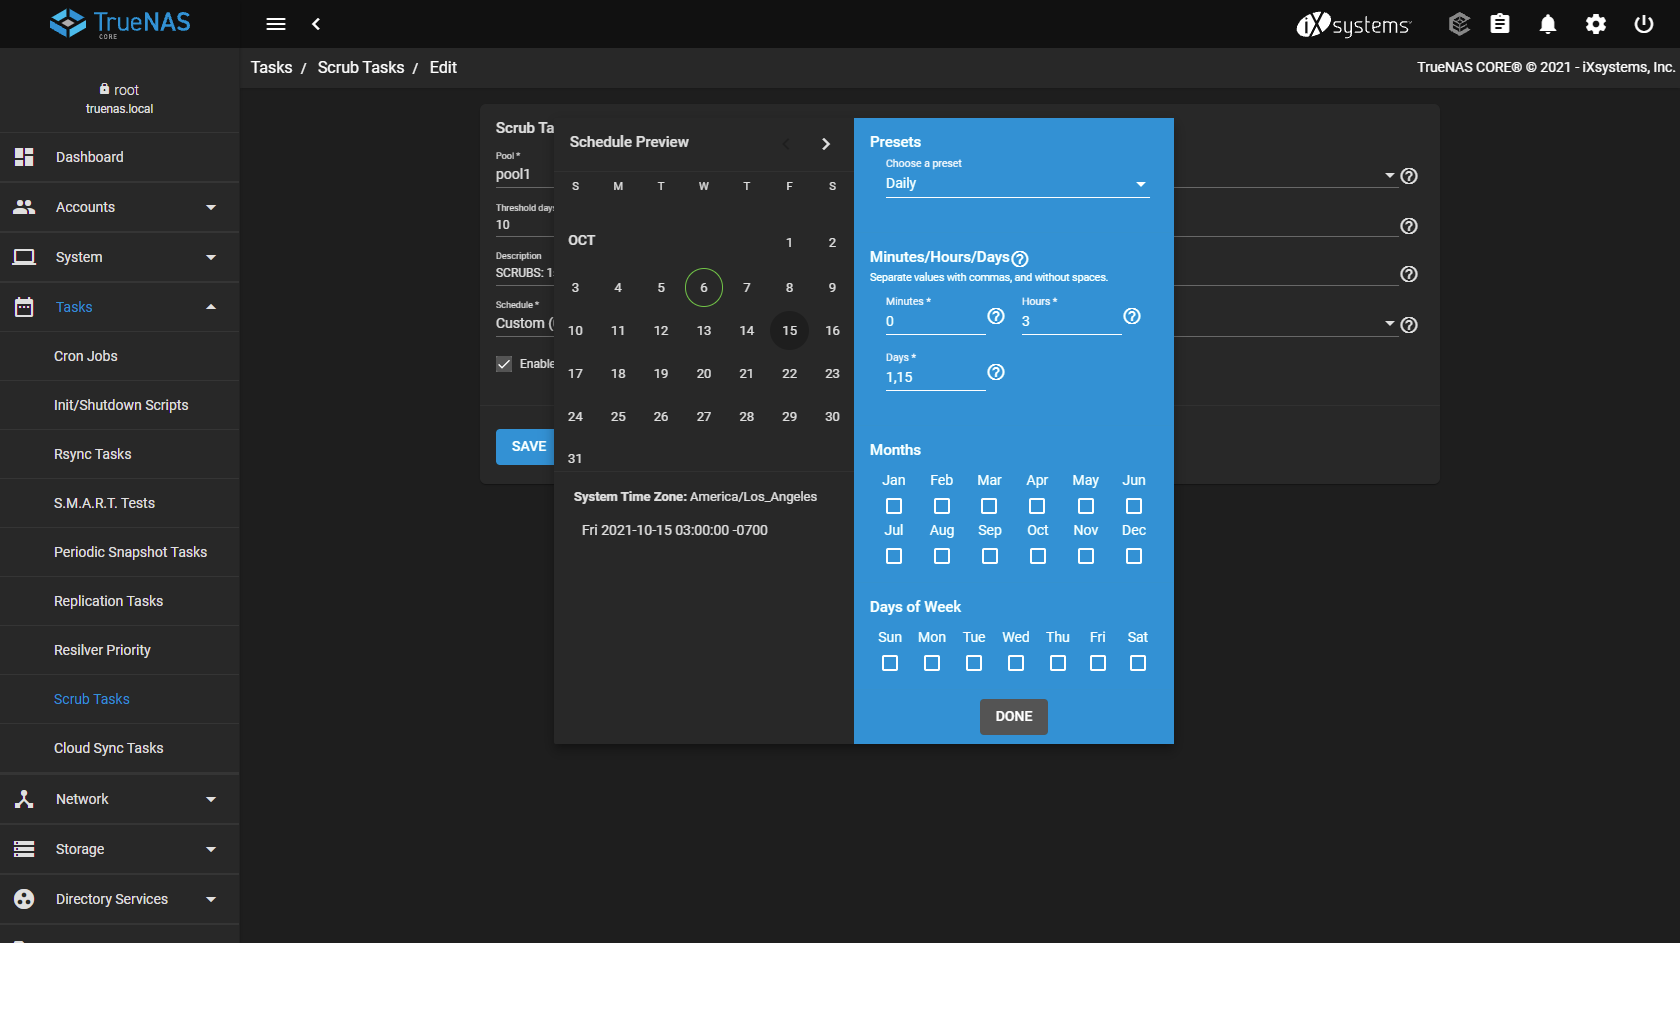 TrueNAS
CORE
iXsystems
Tasks / Scrub Tasks / Edit
TrueNAS CORE® © 2021 - iXsystems, Inc.
root
truenas.local
Dashboard
Accounts
System
Tasks
Cron Jobs
Init/Shutdown Scripts
Rsync Tasks
S.M.A.R.T. Tests
Periodic Snapshot Tasks
Replication Tasks
Resilver Priority
Scrub Tasks
Cloud Sync Tasks
Network
Storage
Directory Services
Scrub Ta
Pool *
pool1
Threshold days
10
Description
SCRUBS: 1
Schedule *
Custom (
Enable
SAVE
Schedule Preview
S M T W T F S
OCT 1 2
3 4 5 6 7 8 9
10 11 12 13 14 15 16
17 18 19 20 21 22 23
24 25 26 27 28 29 30
31
System Time Zone: America/Los_Angeles
Fri 2021-10-15 03:00:00 -0700
Presets
Choose a preset
Daily
Minutes/Hours/Days
Separate values with commas, and without spaces.
Minutes * Hours *
0 3
Days *
1,15
Months
Jan Feb Mar Apr May Jun
Jul Aug Sep Oct Nov Dec
Days of Week
Sun Mon Tue Wed Thu Fri Sat
DONE